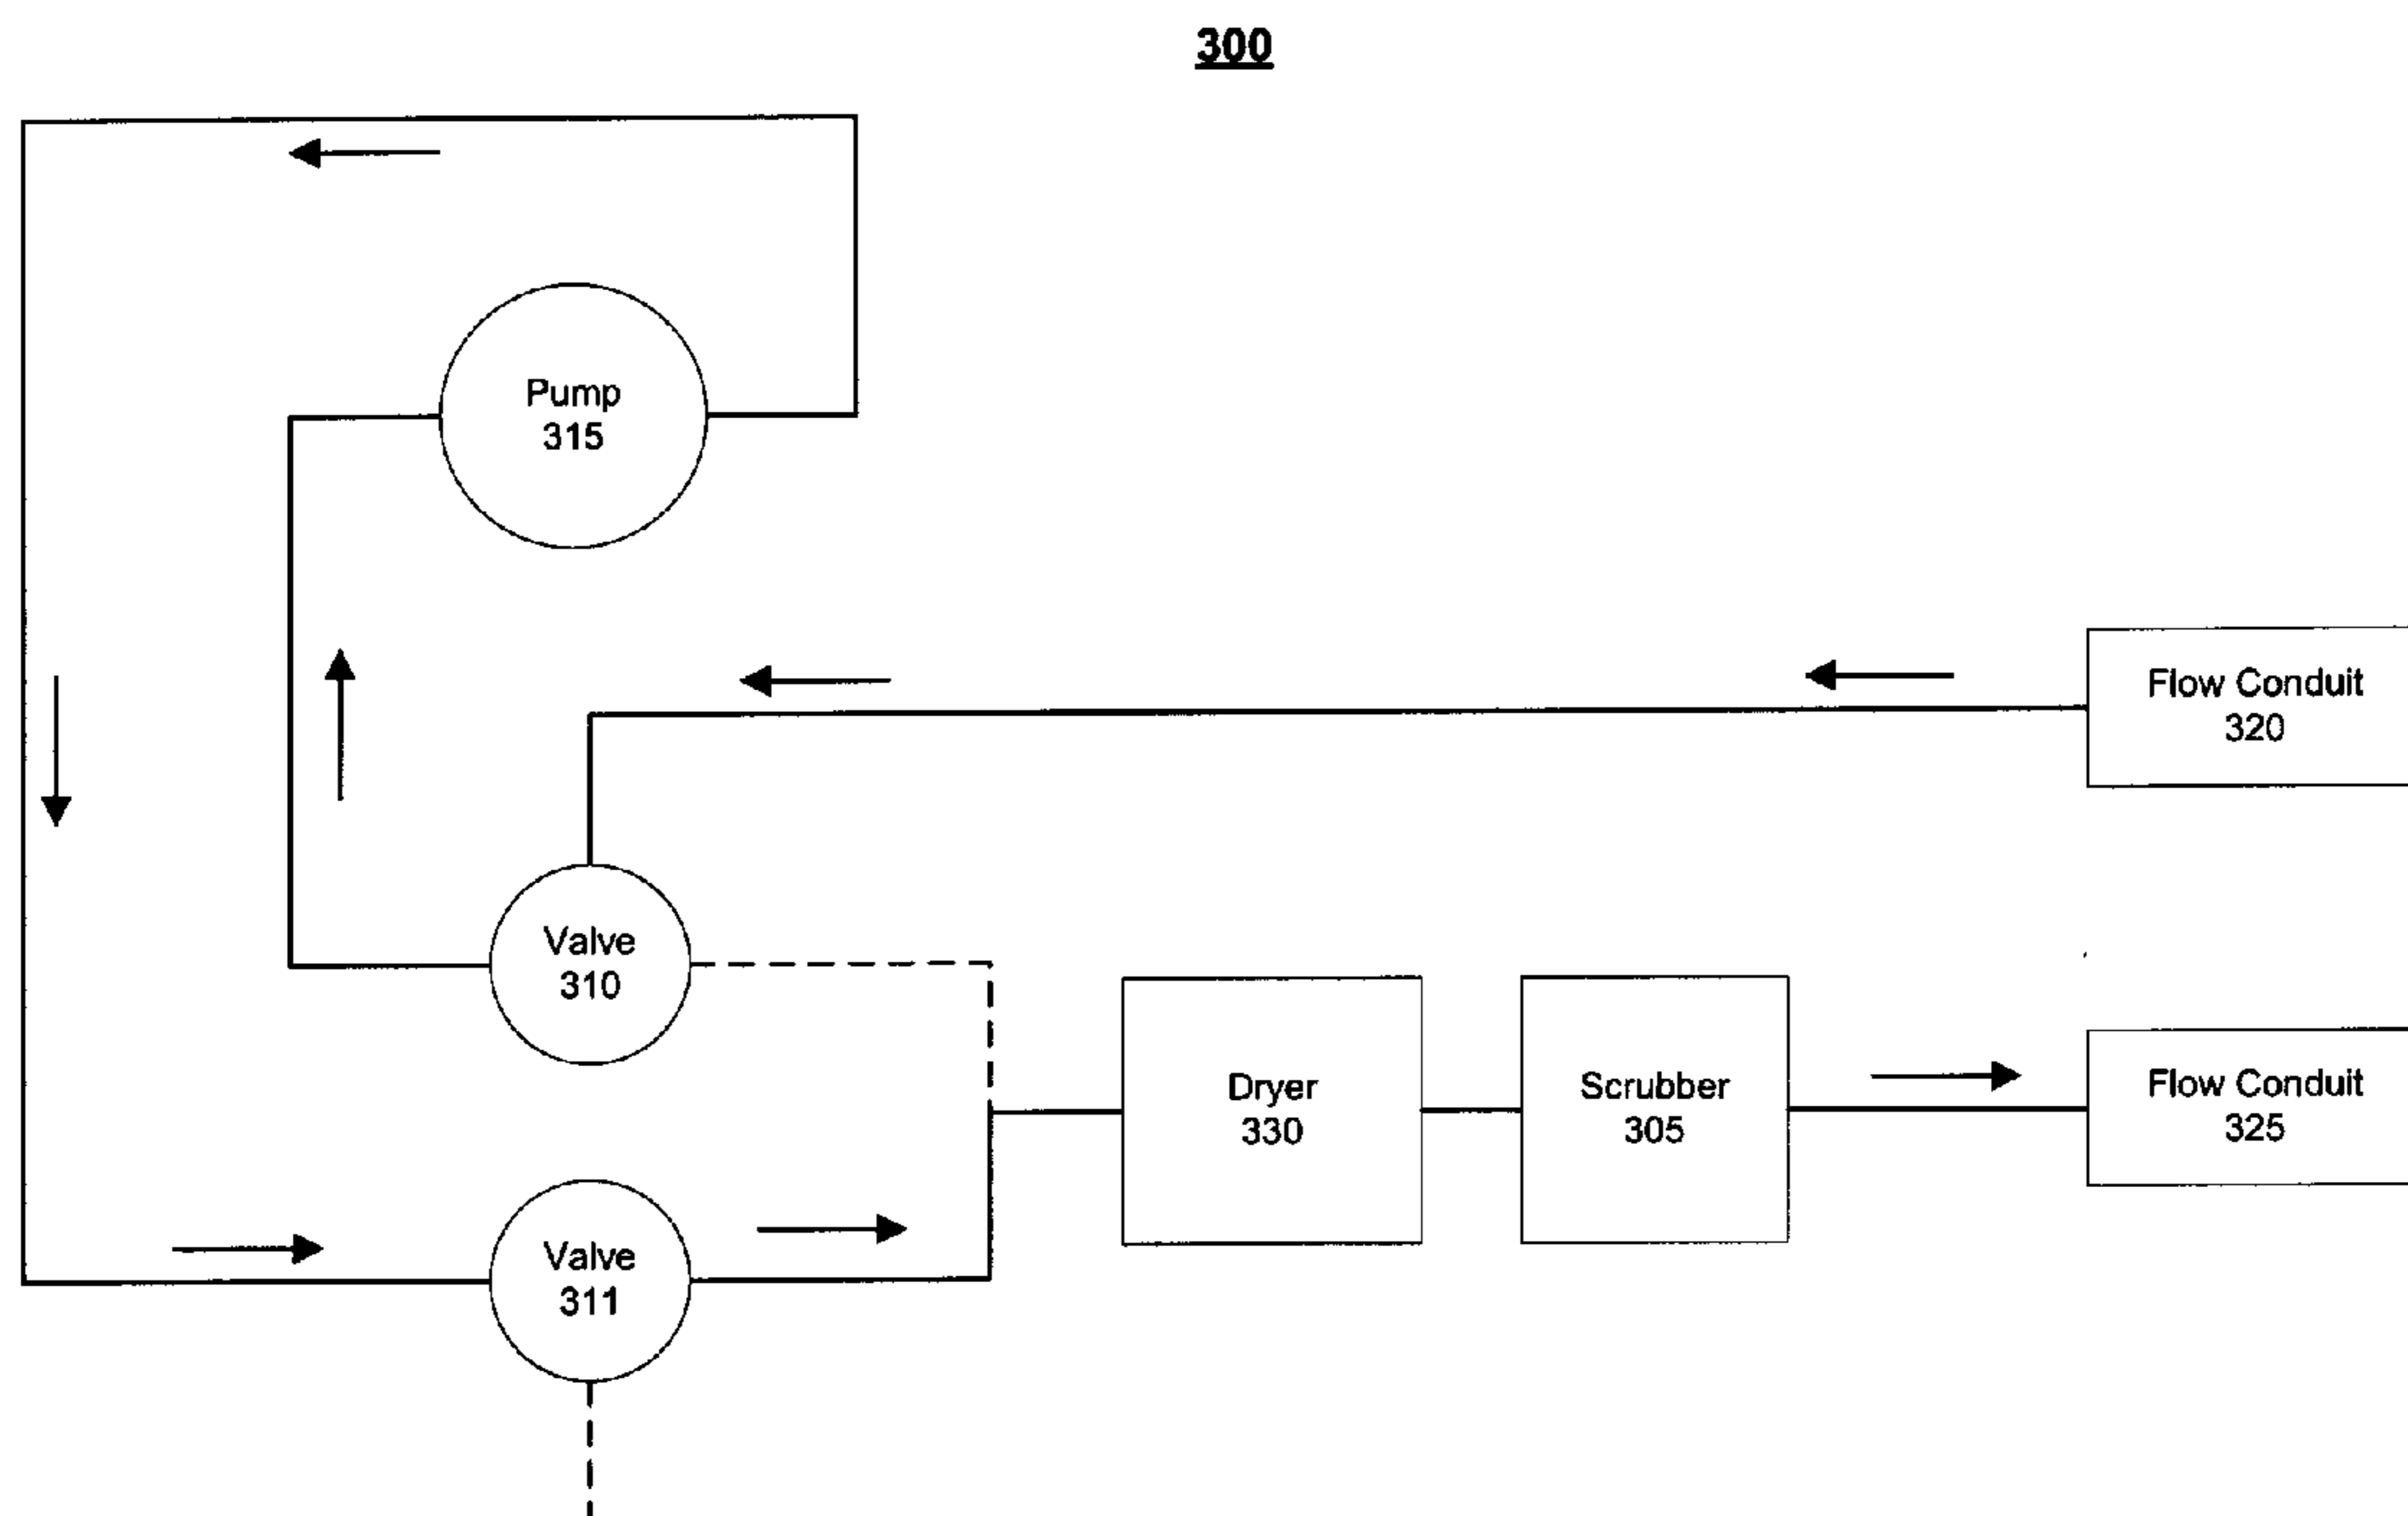 300
Pump
315
Flow Conduit
320
Valve
310
Dryer
330
Scrubber
305
Flow Conduit
325
Valve
311